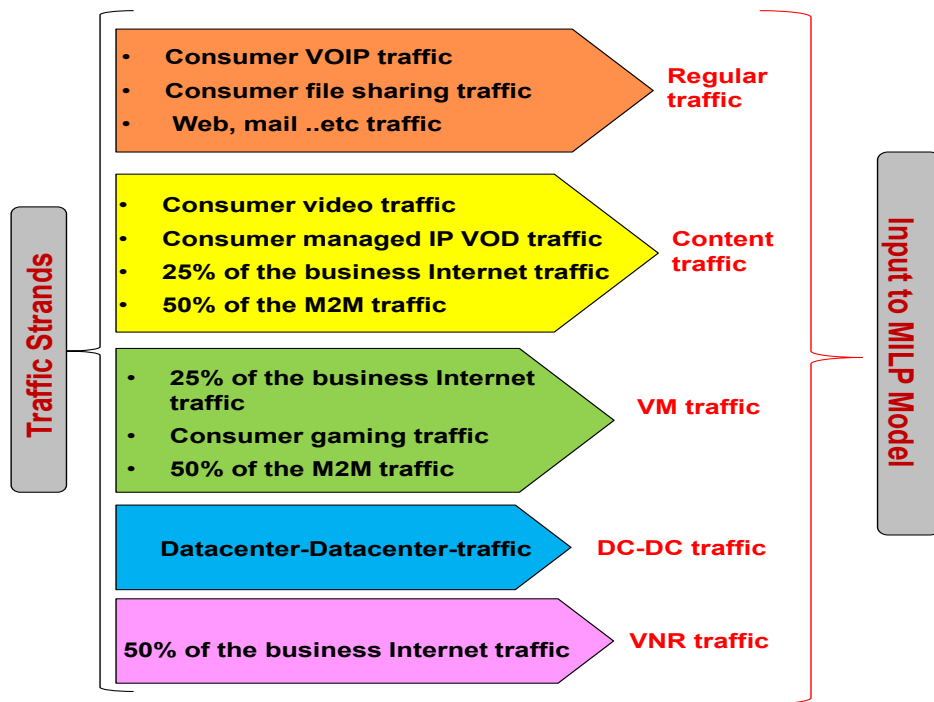 Traffic Strands
• Consumer VOIP traffic
• Consumer file sharing traffic
• Web, mail ..etc traffic
Regular
traffic
• Consumer video traffic
• Consumer managed IP VOD traffic
• 25% of the business Internet traffic
• 50% of the M2M traffic
Content
traffic
• 25% of the business Internet
traffic
• Consumer gaming traffic
• 50% of the M2M traffic
VM traffic
Datacenter-Datacenter-traffic
DC-DC traffic
50% of the business Internet traffic
VNR traffic
Input to MILP Model